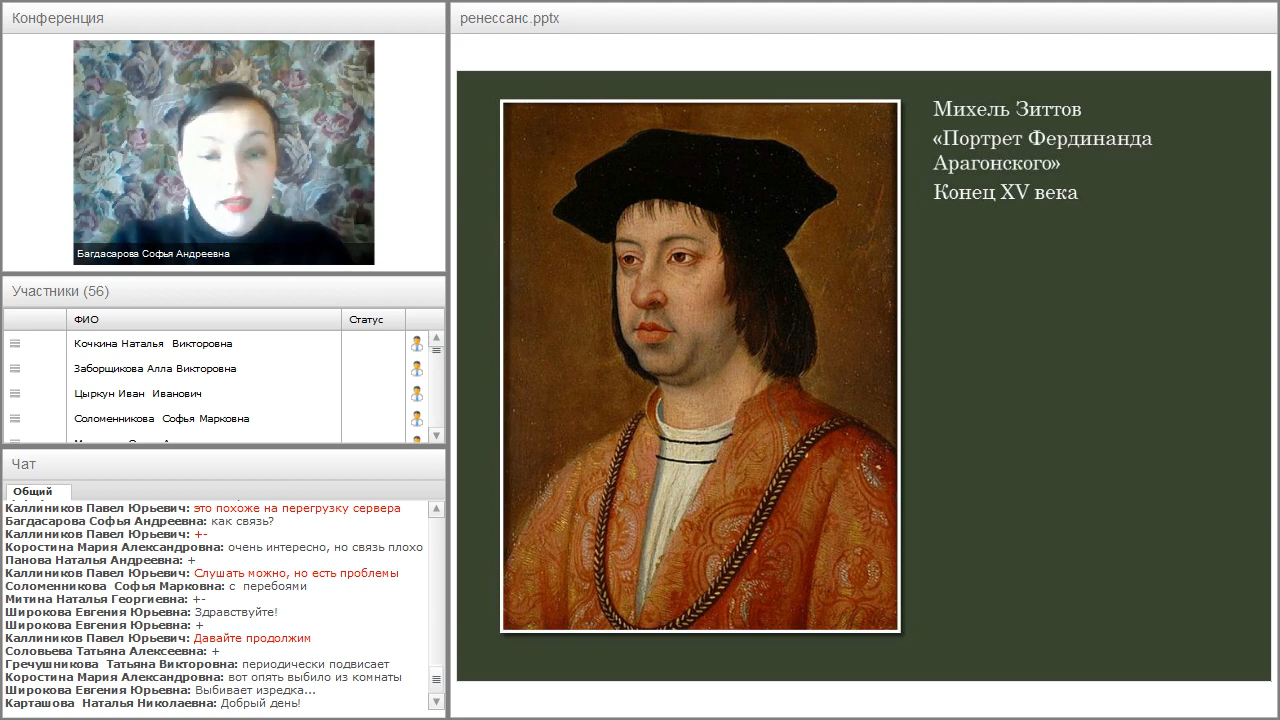 Конференция
Багдасарова Софья Андреевна
Участники (56)
ФИО Статус
Кочкина Наталья Викторовна
Заборщикова Алла Викторовна
Цыркун Иван Иванович
Соломенникова Софья Марковна
Чат
Общий
Каллиников Павел Юрьевич: это похоже на перегрузку сервера
Багдасарова Софья Андреевна: как связь?
Каллиников Павел Юрьевич: +-
Коростина Мария Александровна: очень интересно, но связь плохо
Панова Наталья Андреевна: +
Каллиников Павел Юрьевич: Слушать можно, но есть проблемы
Соломенникова Софья Марковна: с перебоями
Митина Наталья Георгиевна: +-
Широкова Евгения Юрьевна: Здравствуйте!
Широкова Евгения Юрьевна: +
Каллиников Павел Юрьевич: Давайте продолжим
Соловьева Татьяна Алексеевна: +
Гречушникова Татьяна Викторовна: периодически подвисает
Коростина Мария Александровна: вот опять выбило из комнаты
Широкова Евгения Юрьевна: Выбивает изредка...
Карташова Наталья Николаевна: Добрый день!
ренессанс.pptx
Михель Зиттов
«Портрет Фердинанда
Арагонского»
Конец XV века